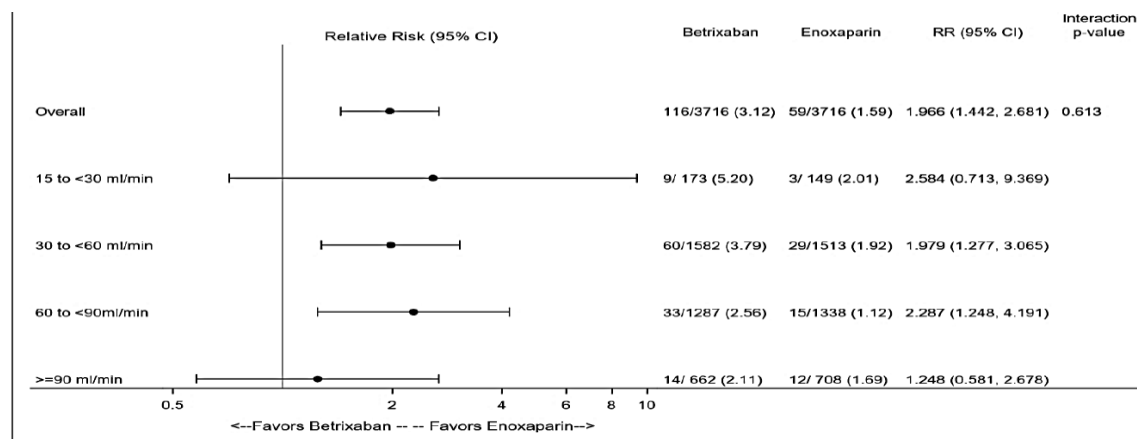 Interaction
Relative Risk (95% CI) Betrixaban Enoxaparin RR (95% CI) p-value
Overall 116/3716 (3.12) 59/3716 (1.59) 1.966 (1.442, 2.681) 0.613
15 to <30 ml/min 9/ 173 (5.20) 3/ 149 (2.01) 2.584 (0.713, 9.369)
30 to <60 ml/min 60/1582 (3.79) 29/1513 (1.92) 1.979 (1.277, 3.065)
60 to <90ml/min 33/1287 (2.56) 15/1338 (1.12) 2.287 (1.248, 4.191)
>=90 ml/min 14/ 662 (2.11) 12/ 708 (1.69) 1.248 (0.581, 2.678)
0.5 2 4 6 8 10
<--Favors Betrixaban -- -- Favors Enoxaparin-->